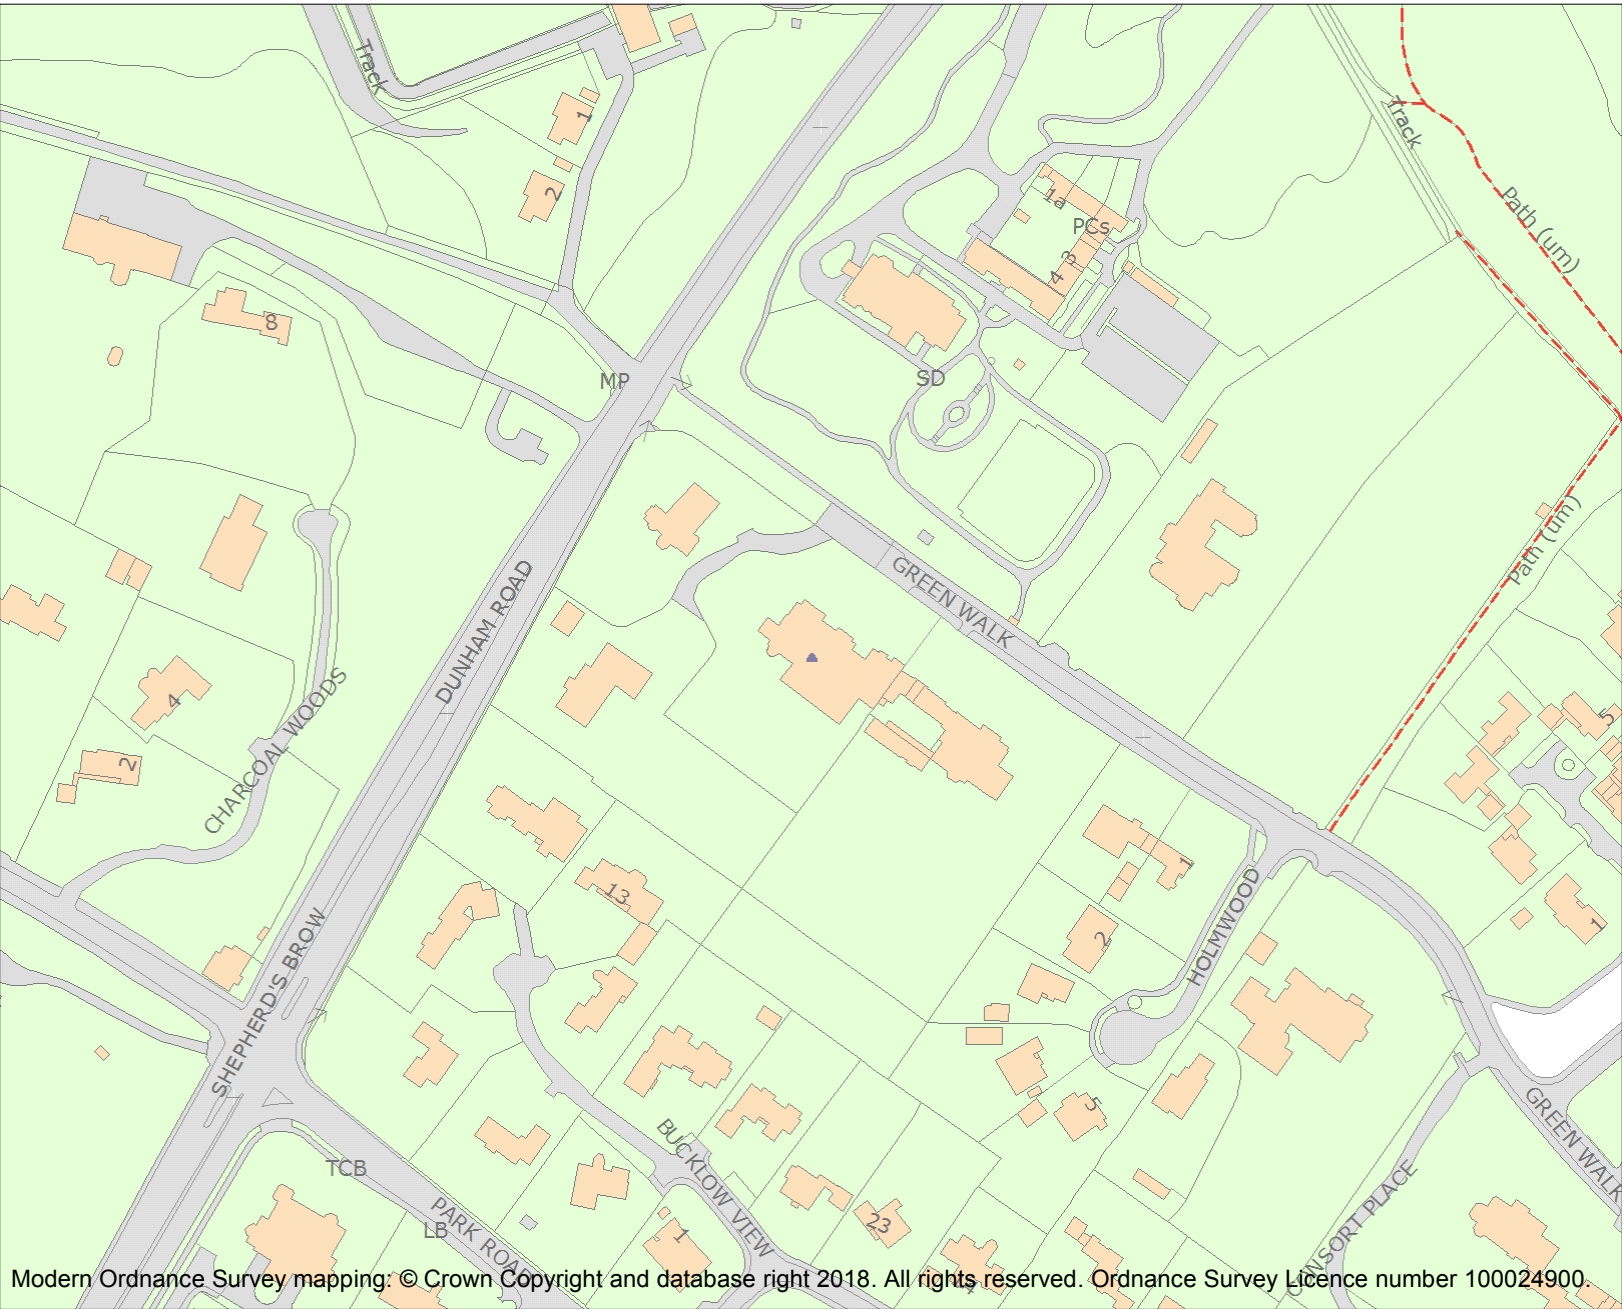 Track
Track
1
2
1a
PCs
3
4
Path (um)
8
MP
SD
Path (um)
GREEN WALK
DUNHAM ROAD
CHARCOAL WOODS
4
2
5
13
1
2
HOLMWOOD
1
SHEPHERD'S BROW
5
TCB
LB
PARK ROAD
BUCKLOW VIEW
1
23
GREEN WALK
CONSORT PLACE
Modern Ordnance Survey mapping: © Crown Copyright and database right 2018. All rights reserved. Ordnance Survey Licence number 100024900.